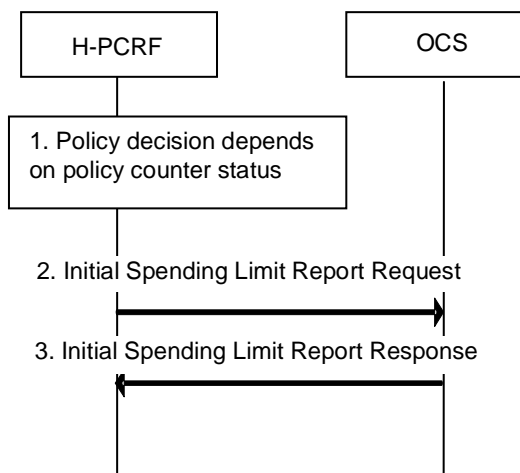 H-PCRF
OCS
1. Policy decision depends
on policy counter status
2. Initial Spending Limit Report Request
3. Initial Spending Limit Report Response